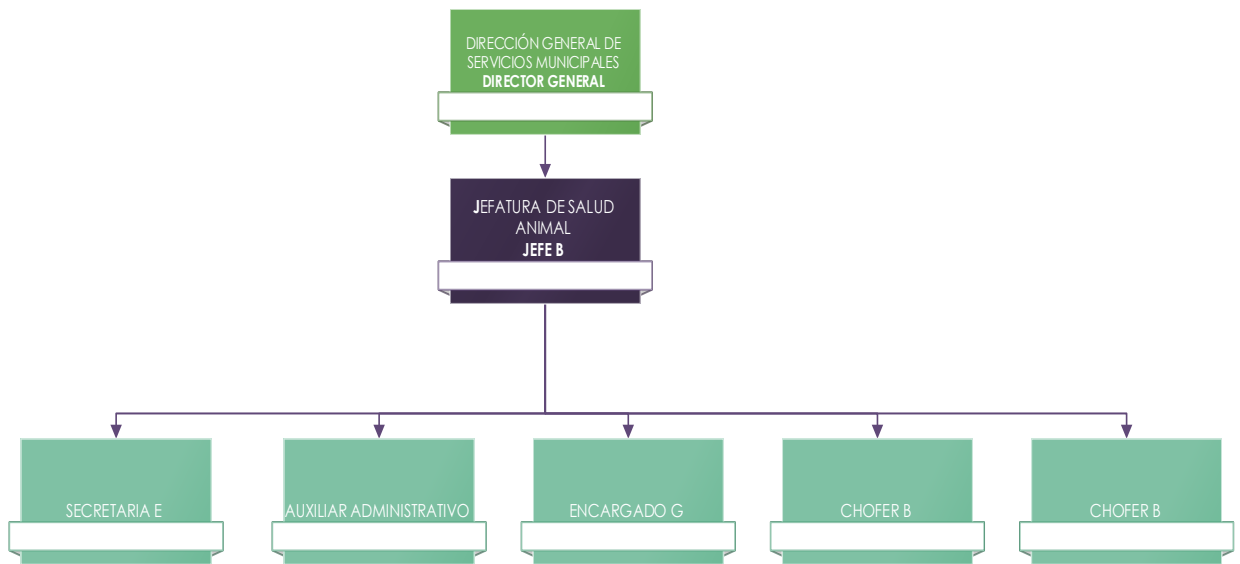 DIRECCIÓN GENERAL DE
SERVICIOS MUNICIPALES
DIRECTOR GENERAL
JEFATURA DE SALUD
ANIMAL
JEFE B
SECRETARIA E
AUXILIAR ADMINISTRATIVO
ENCARGADO G
CHOFER B
CHOFER B